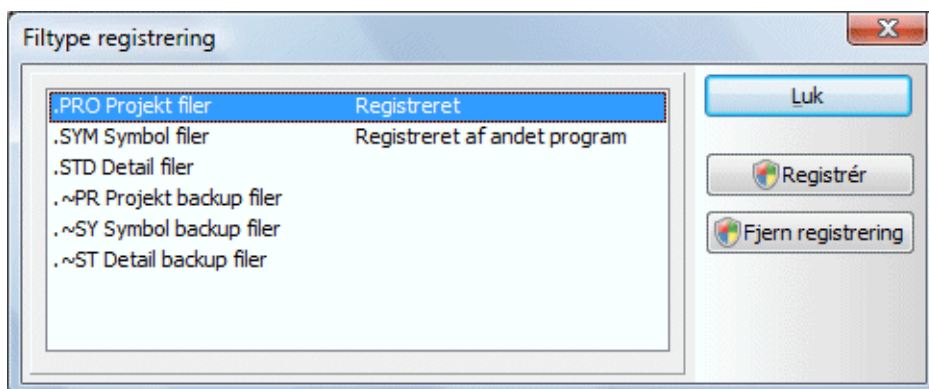 Filtype registrering
.PRO Projekt filer Registreret
.SYM Symbol filer Registreret af andet program
.STD Detail filer
.~PR Projekt backup filer
.~SY Symbol backup filer
.~ST Detail backup filer
Luk
Registrér
Fjern registrering